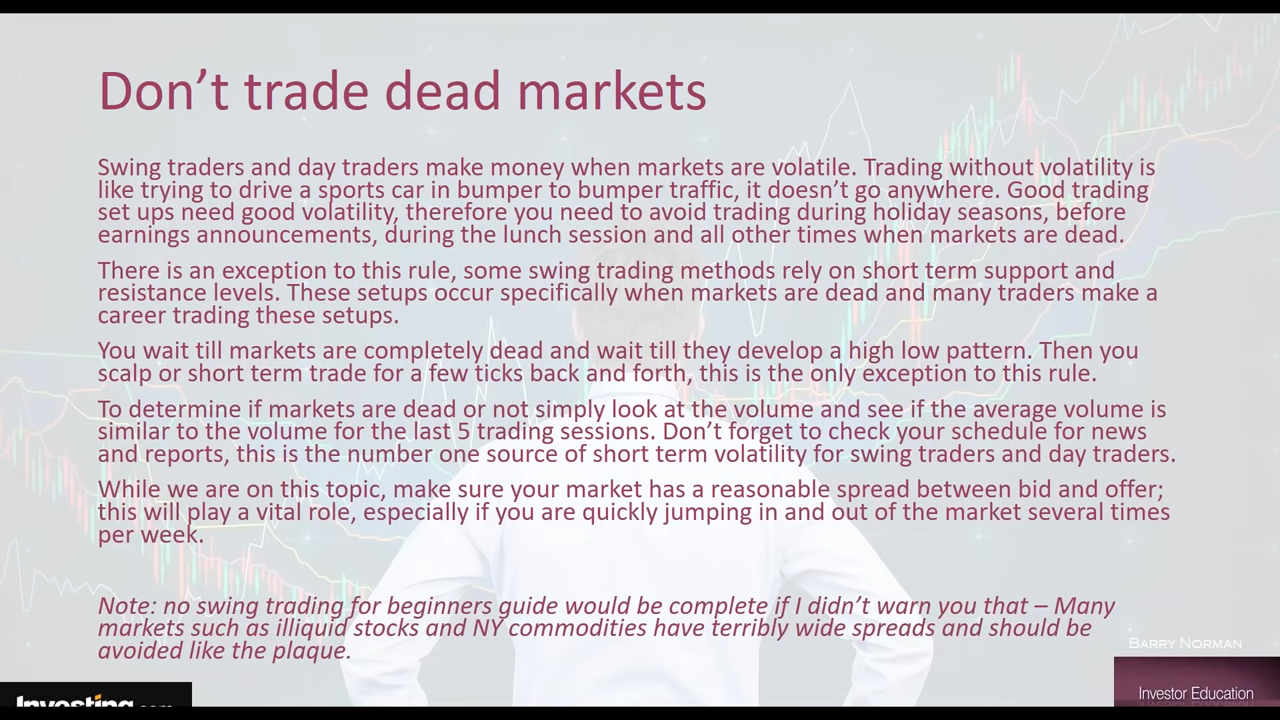 Don’t trade dead markets
Swing traders and day traders make money when markets are volatile. Trading without volatility is
like trying to drive a sports car in bumper to bumper traffic, it doesn’t go anywhere. Good trading
set ups need good volatility, therefore you need to avoid trading during holiday seasons, before
earnings announcements, during the lunch session and all other times when markets are dead.
There is an exception to this rule, some swing trading methods rely on short term support and
resistance levels. These setups occur specifically when markets are dead and many traders make a
career trading these setups.
You wait till markets are completely dead and wait till they develop a high low pattern. Then you
scalp or short term trade for a few ticks back and forth, this is the only exception to this rule.
To determine if markets are dead or not simply look at the volume and see if the average volume is
similar to the volume for the last 5 trading sessions. Don’t forget to check your schedule for news
and reports, this is the number one source of short term volatility for swing traders and day traders.
While we are on this topic, make sure your market has a reasonable spread between bid and offer;
this will play a vital role, especially if you are quickly jumping in and out of the market several times
per week.
Note: no swing trading for beginners guide would be complete if I didn’t warn you that – Many
markets such as illiquid stocks and NY commodities have terribly wide spreads and should be
avoided like the plaque.
Barry Norman
Investor Education
Investing.com